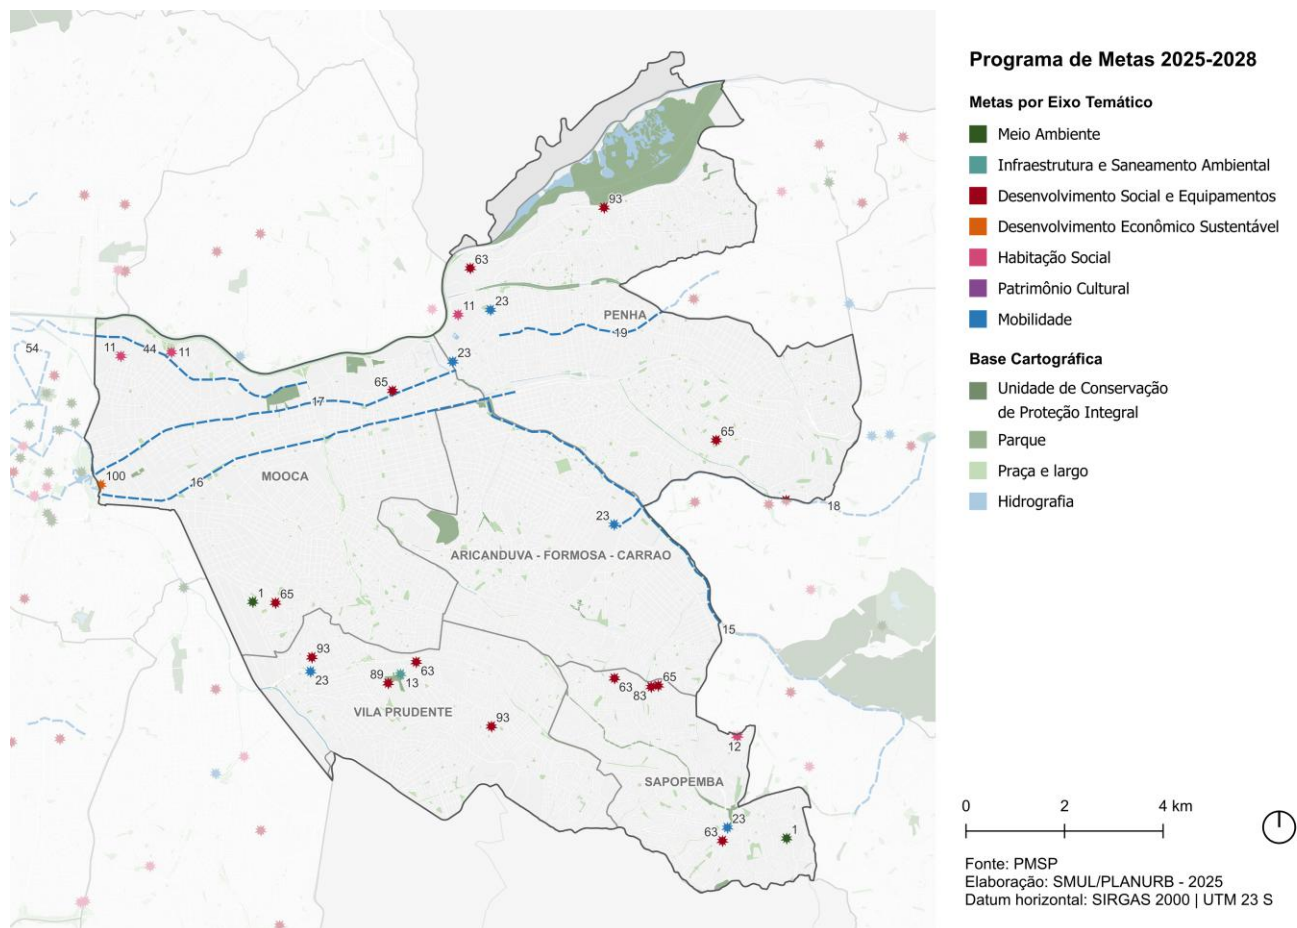 Programa de Metas 2025-2028
Metas por Eixo Temático
Meio Ambiente
Infraestrutura e Saneamento Ambiental
Desenvolvimento Social e Equipamentos
Desenvolvimento Econômico Sustentável
Habitação Social
Patrimônio Cultural
Mobilidade
Base Cartográfica
Unidade de Conservação
de Proteção Integral
Parque
Praça e largo
Hidrografia
0 2 4 km
Fonte: PMSP
Elaboração: SMUL/PLANURB - 2025
Datum horizontal: SIRGAS 2000 | UTM 23 S
93
63
23
11
PENHA
19
54
11
44
11
23
65
17
65
MOOCA
100
16
18
23
ARICANDUVA - FORMOSA - CARRAO
1
65
15
93
23
89
13
63
63
83
65
VILA PRUDENTE
93
12
SAPOPEMBA
23
63
1